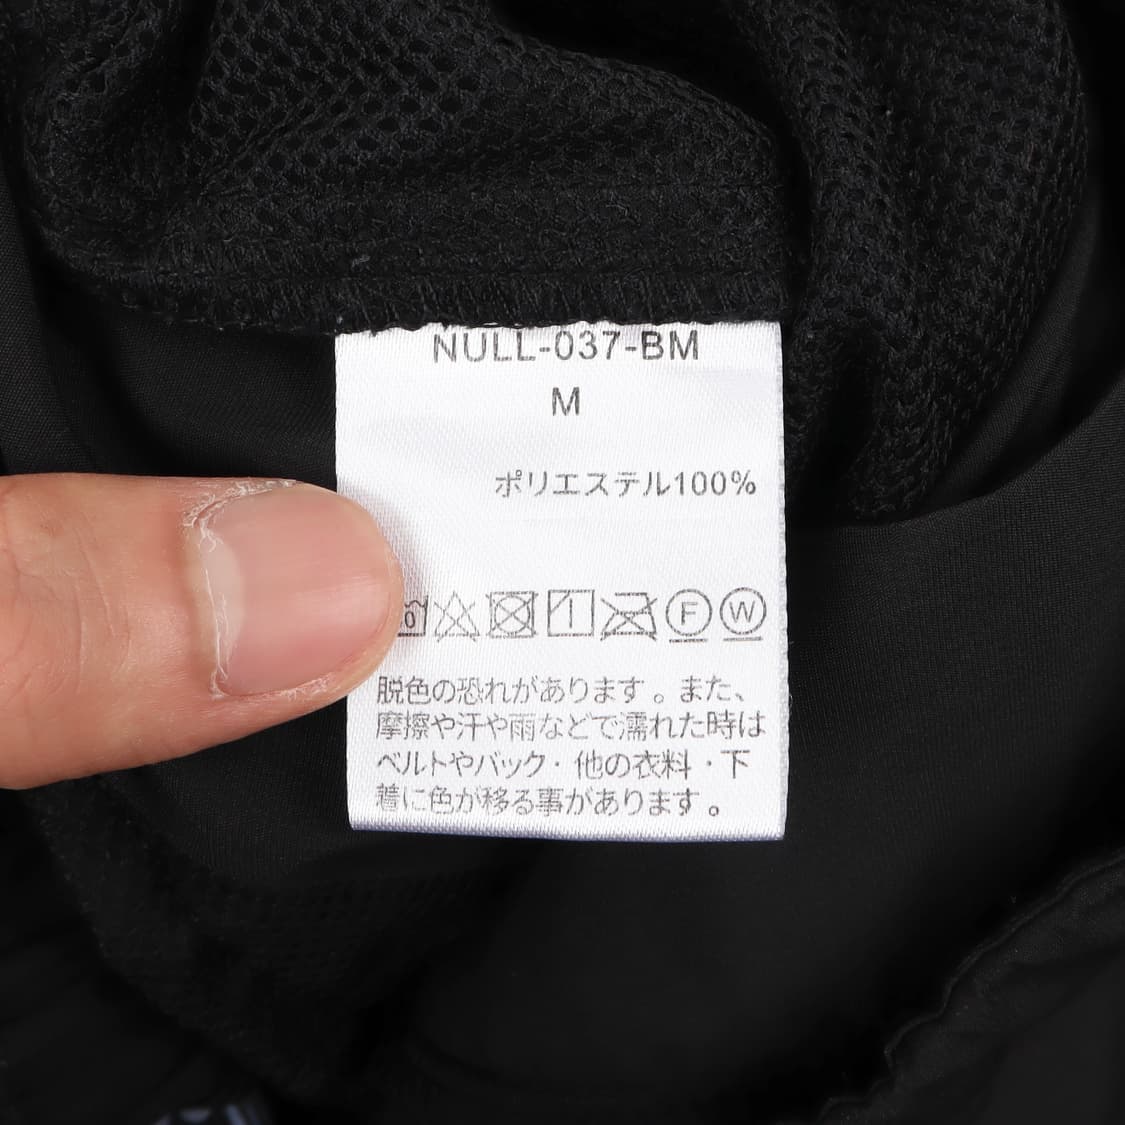 NULL-037-BM
M
ポリエステル100%
F W
脱色の恐れがあります。また、
摩擦や汗や雨などで濡れた時は
ベルトやバック・他の衣料・下
着に色が移る事があります。